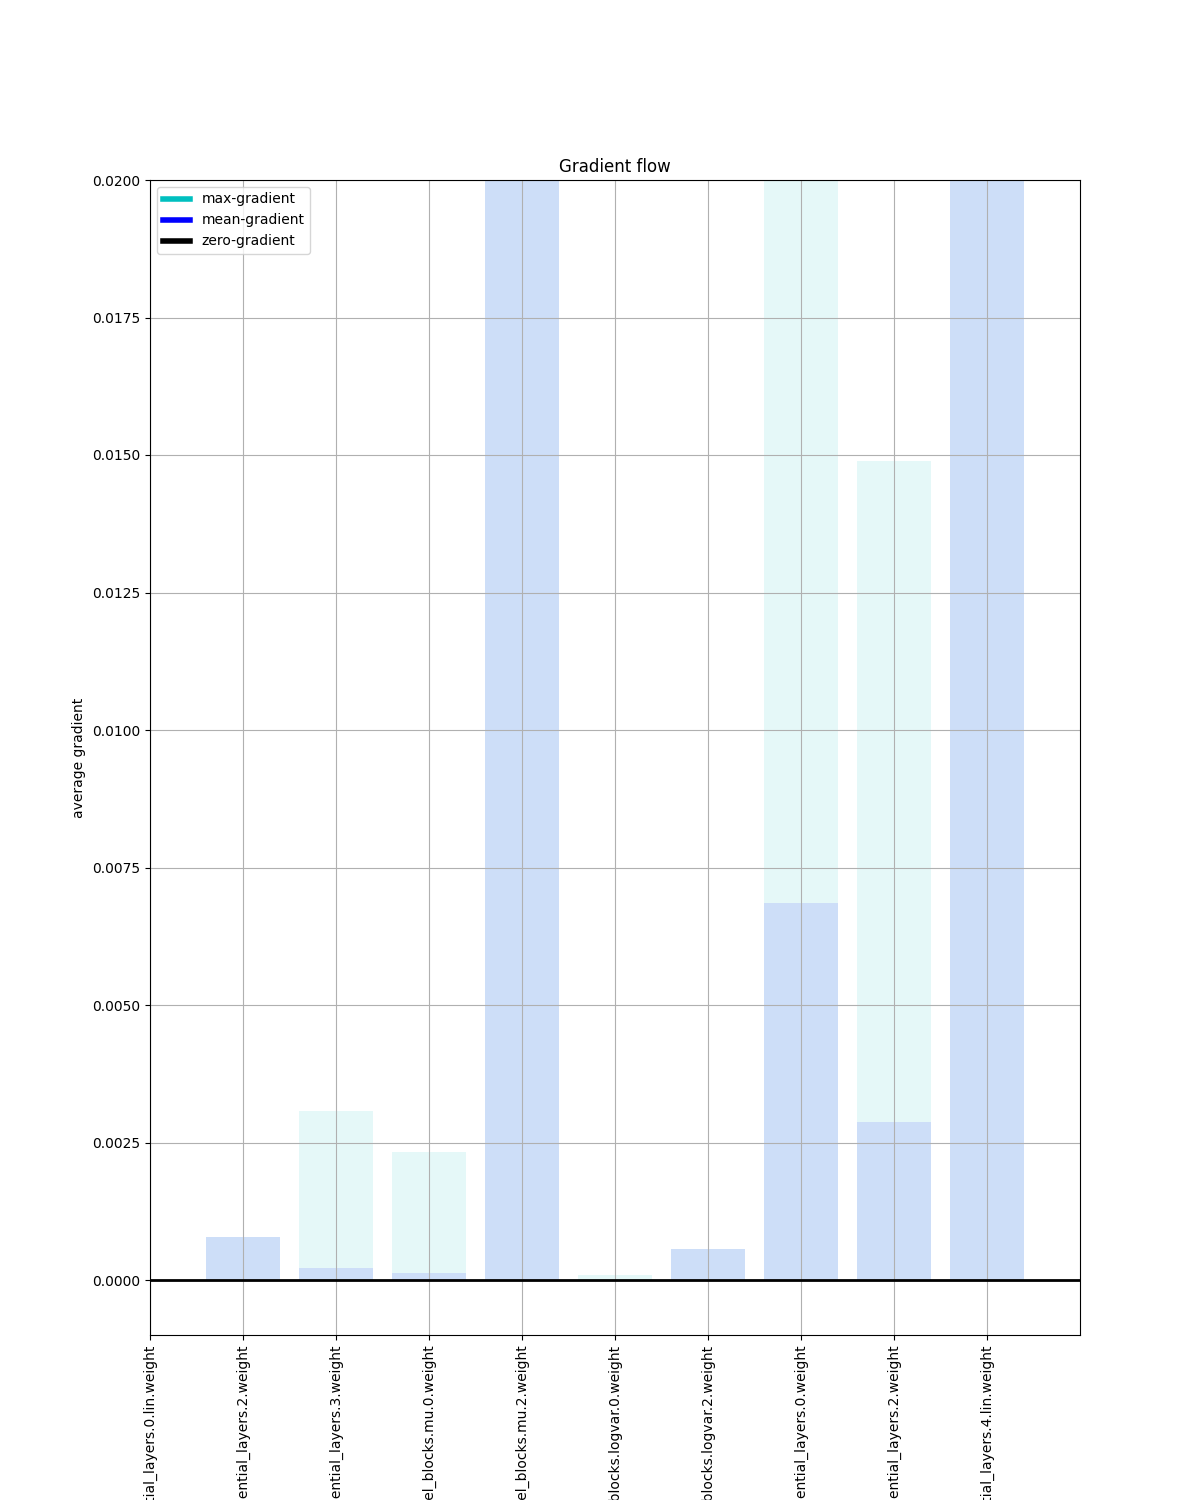 Gradient flow
max-gradient
mean-gradient
zero-gradient
0.0200
0.0175
0.0150
0.0125
0.0100
0.0075
0.0050
0.0025
0.0000
average gradient
tial_layers.0.lin.weight
ential_layers.2.weight
ential_layers.3.weight
el_blocks.mu.0.weight
el_blocks.mu.2.weight
blocks.logvar.0.weight
blocks.logvar.2.weight
ential_layers.0.weight
ential_layers.2.weight
tial_layers.4.lin.weight